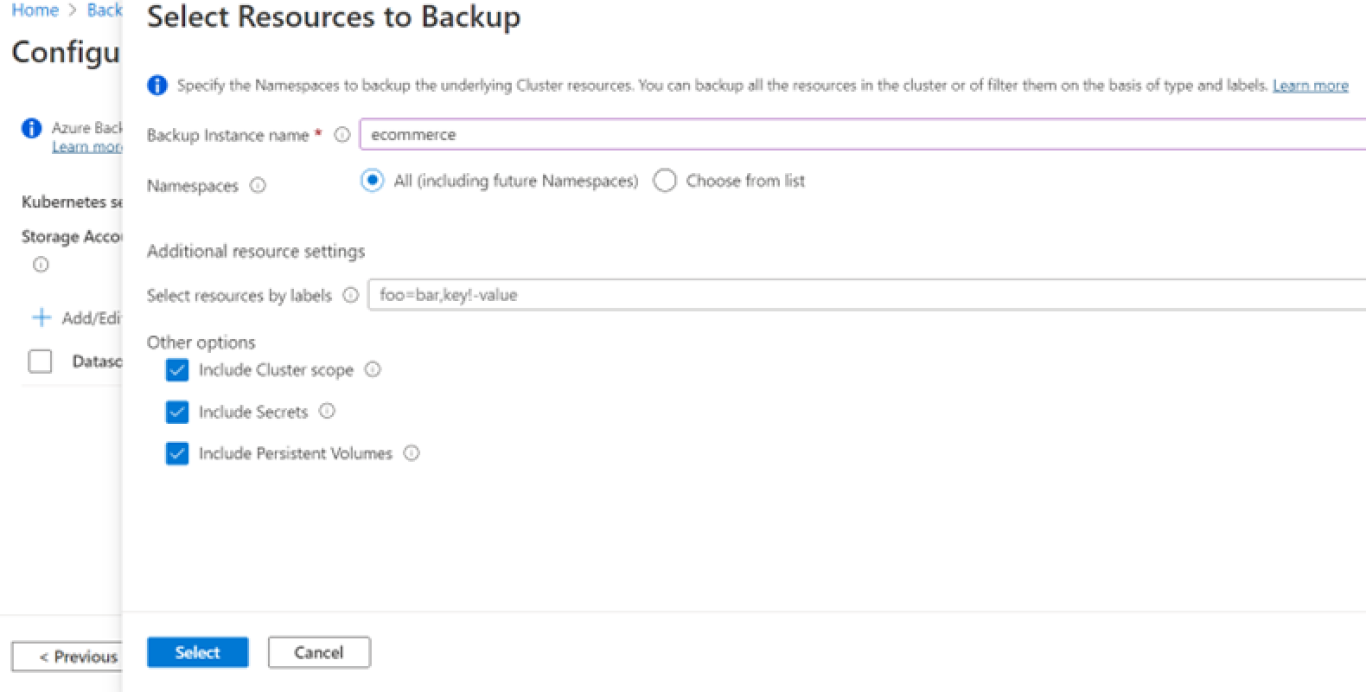 Home > Back
Select Resources to Backup
Configu
Specify the Namespaces to backup the underlying Cluster resources. You can backup all the resources in the cluster or of filter them on the basis of type and labels. Learn more
Azure Back
Learn more
Backup Instance name * ecommerce
Namespaces All (including future Namespaces) Choose from list
Kubernetes se
Storage Accou
Additional resource settings
Select resources by labels foo=bar,key!-value
+ Add/Edi
Other options
Datasc
Include Cluster scope
Include Secrets
Include Persistent Volumes
< Previous
Select Cancel